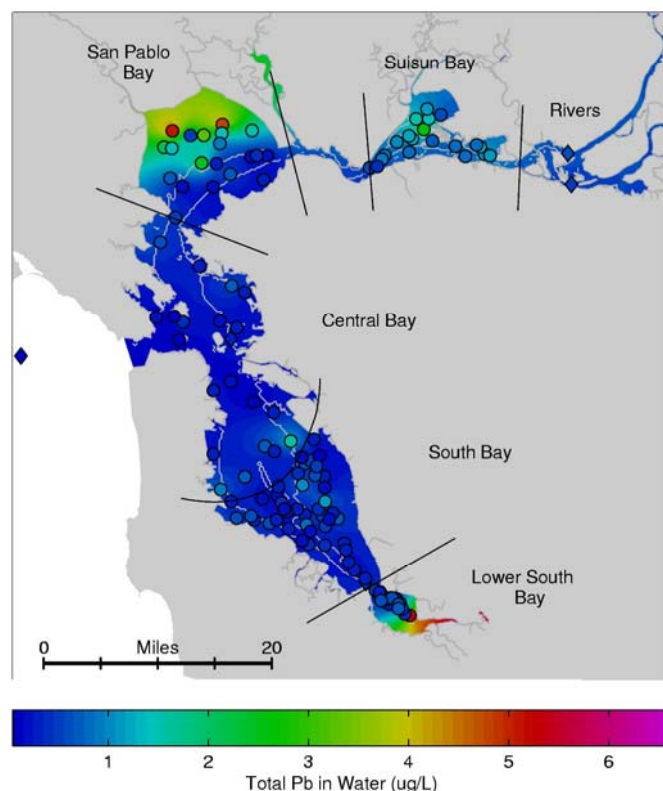 San Pablo
Bay
Suisun Bay
Rivers
Central Bay
South Bay
Lower South
Bay
0 Miles 20
1 2 3 4 5 6
Total Pb in Water (ug/L)